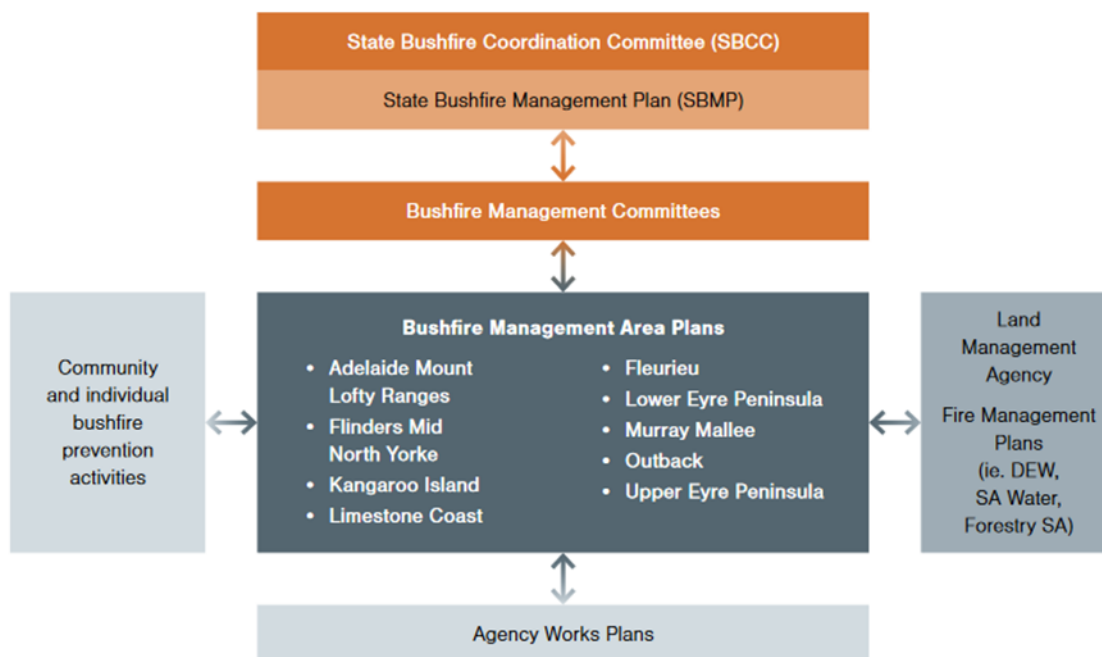 State Bushfire Coordination Committee (SBCC)
State Bushfire Management Plan (SBMP)
Bushfire Management Committees
Community
and individual
bushfire
prevention
activities
Bushfire Management Area Plans
• Adelaide Mount
Lofty Ranges
• Flinders Mid
North Yorke
• Kangaroo Island
• Limestone Coast
• Fleurieu
• Lower Eyre Peninsula
• Murray Mallee
• Outback
• Upper Eyre Peninsula
Land
Management
Agency
Fire Management
Plans
(ie. DEW,
SA Water,
Forestry SA)
Agency Works Plans